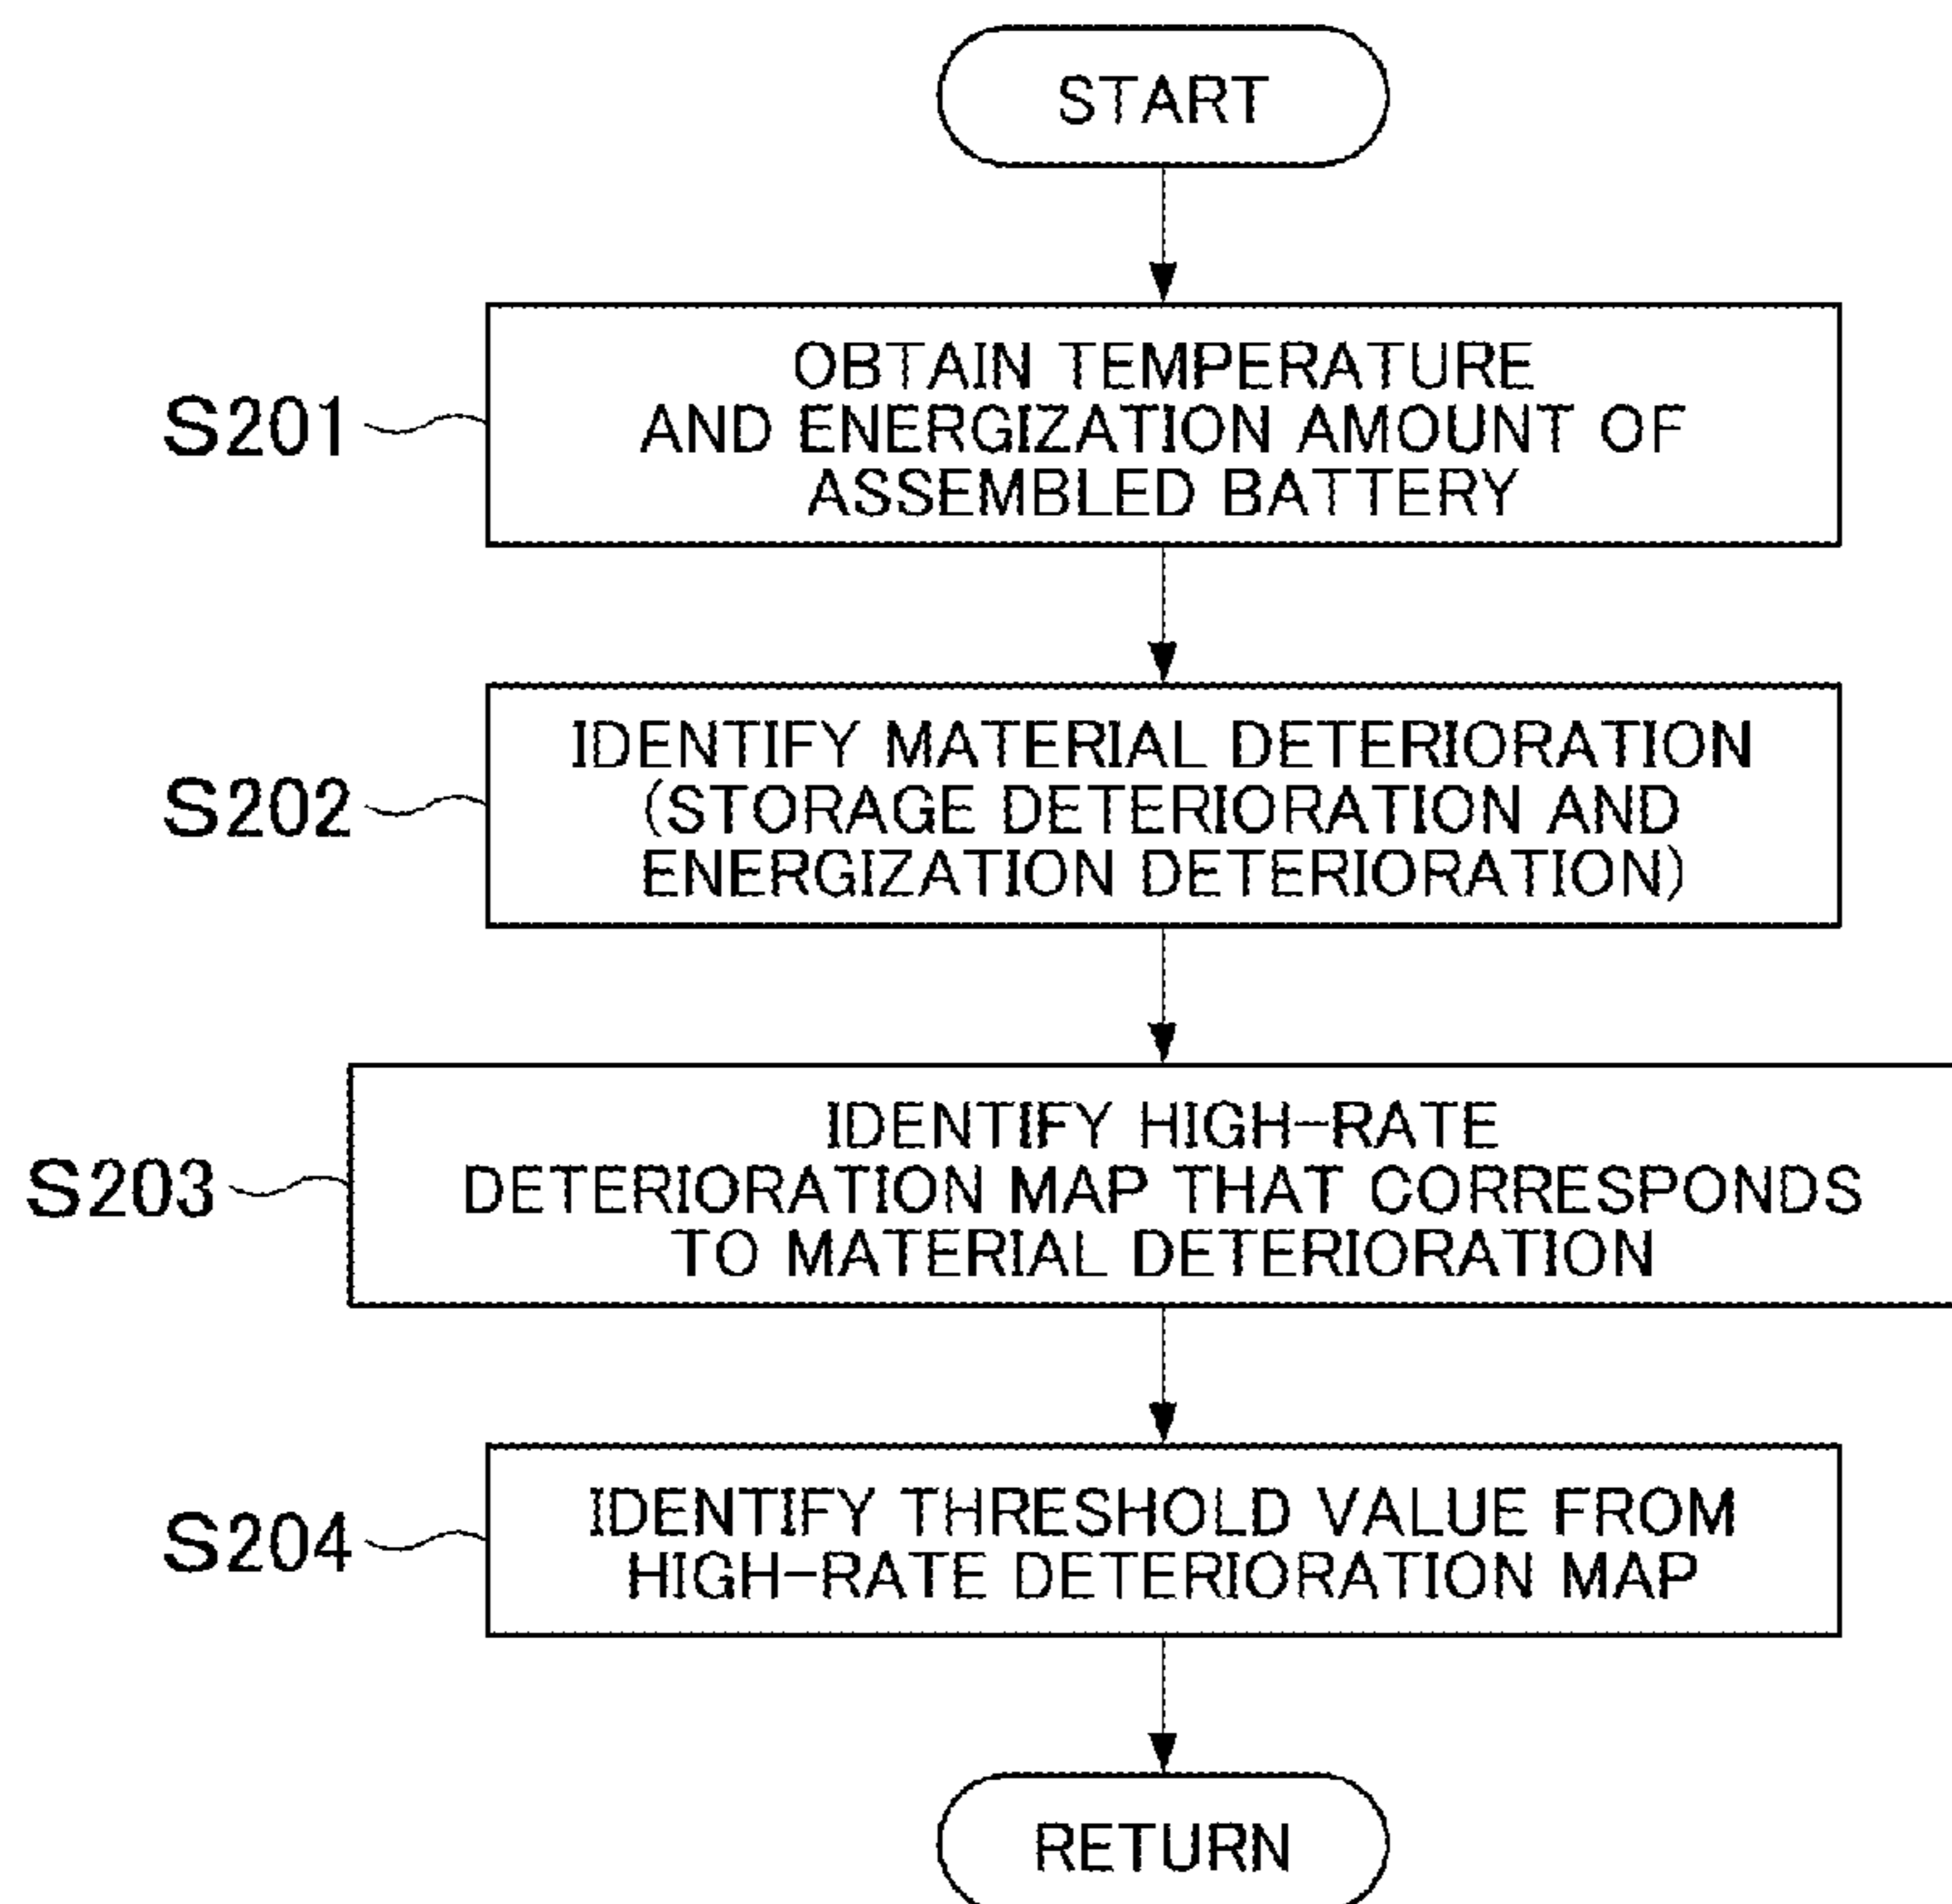 START
S201
OBTAIN TEMPERATURE
AND ENERGIZATION AMOUNT OF
ASSEMBLED BATTERY
S202
IDENTIFY MATERIAL DETERIORATION
(STORAGE DETERIORATION AND
ENERGIZATION DETERIORATION)
S203
IDENTIFY HIGH-RATE
DETERIORATION MAP THAT CORRESPONDS
TO MATERIAL DETERIORATION
S204
IDENTIFY THRESHOLD VALUE FROM
HIGH-RATE DETERIORATION MAP
RETURN